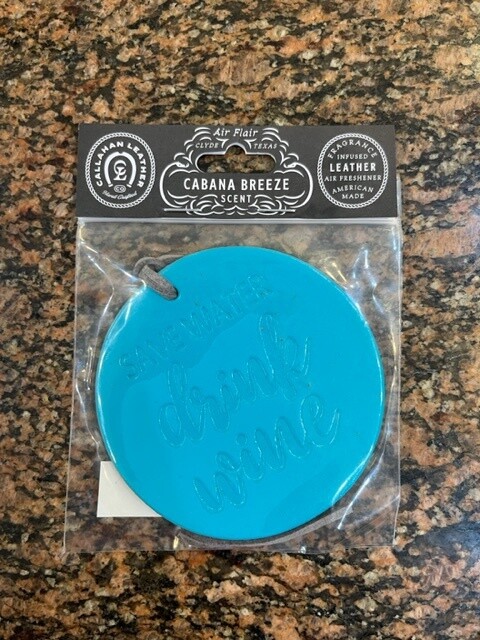 CALLAHAN LEATHER
Air Flair
CLYDE TEXAS
CABANA BREEZE
SCENT
FRAGRANCE
INFUSED
LEATHER
AIR FRESHENER
AMERICAN
MADE
SAVE WATER
drink
wine